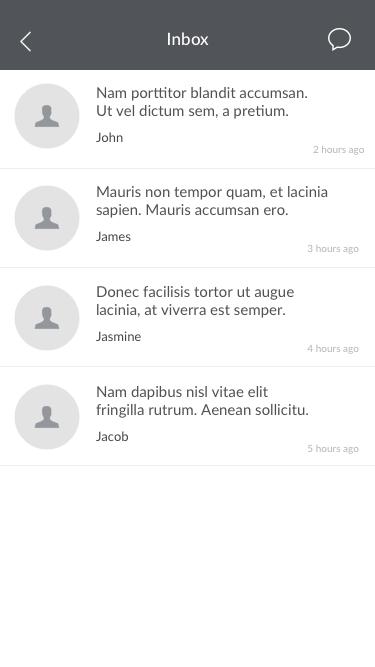 Inbox
Nam porttitor blandit accumsan.
Ut vel dictum sem, a pretium.
John
2 hours ago
Mauris non tempor quam, et lacinia
sapien. Mauris accumsan ero.
James
3 hours ago
Donec facilisis tortor ut augue
lacinia, at viverra est semper.
Jasmine
4 hours ago
Nam dapibus nisl vitae elit
fringilla rutrum. Aenean sollicitu.
Jacob
5 hours ago